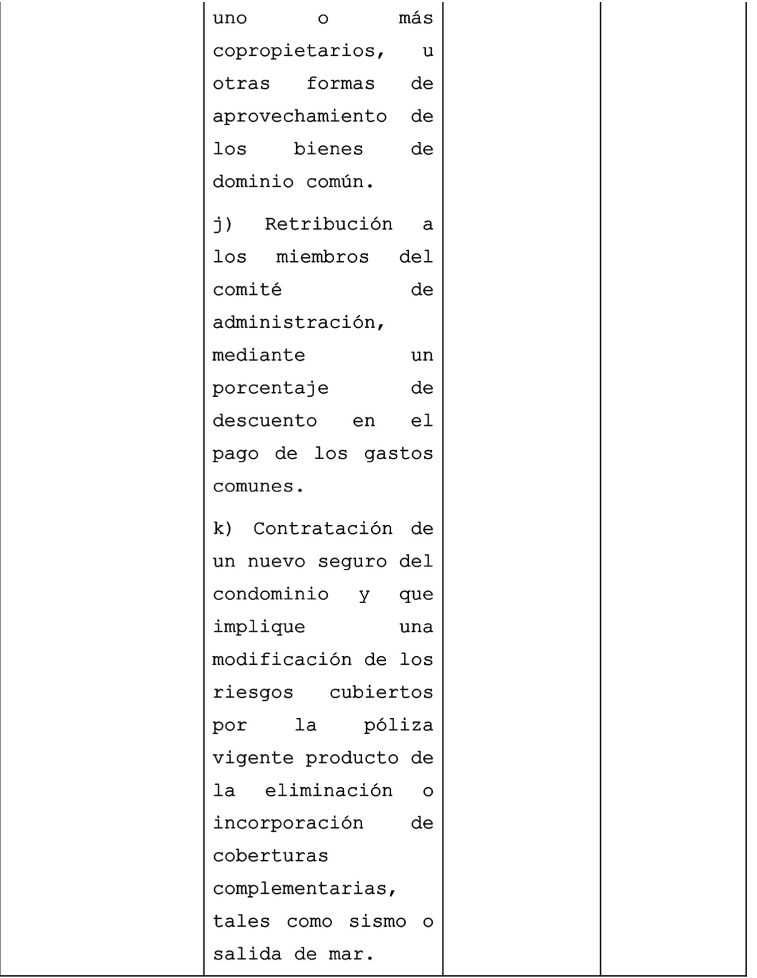 uno o más
copropietarios, u
otras formas de
aprovechamiento de
los bienes de
dominio común.
j) Retribución a
los miembros del
comité de
administración,
mediante un
porcentaje de
descuento en el
pago de los gastos
comunes.
k) Contratación de
un nuevo seguro del
condominio y que
implique una
modificación de los
riesgos cubiertos
por la póliza
vigente producto de
la eliminación o
incorporación de
coberturas
complementarias,
tales como sismo o
salida de mar.